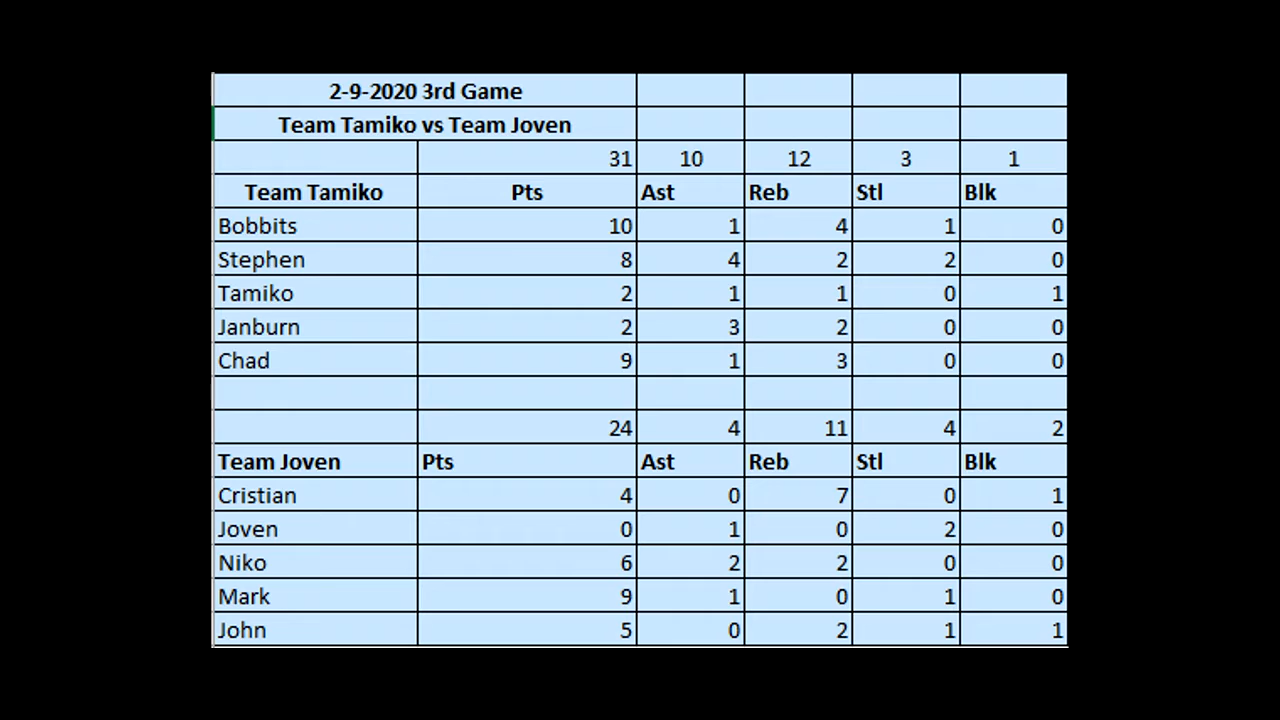 2-9-2020 3rd Game
Team Tamiko vs Team Joven
31 10 12 3 1
Team Tamiko Pts Ast Reb Stl Blk
Bobbits 10 1 4 1 0
Stephen 8 4 2 2 0
Tamiko 2 1 1 0 1
Janburn 2 3 2 0 0
Chad 9 1 3 0 0
24 4 11 4 2
Team Joven Pts Ast Reb Stl Blk
Cristian 4 0 7 0 1
Joven 0 1 0 2 0
Niko 6 2 2 0 0
Mark 9 1 0 1 0
John 5 0 2 1 1